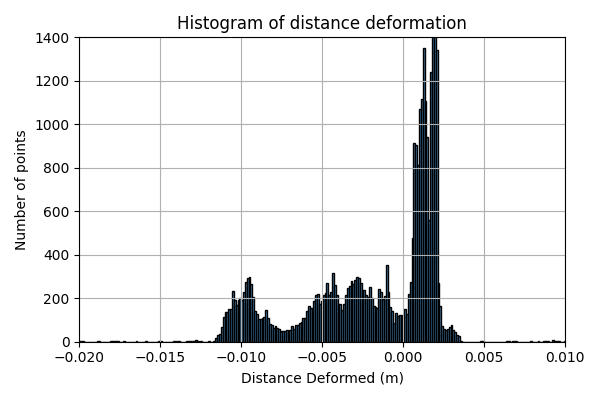 Histogram of distance deformation
1400
1200
1000
800
600
400
200
0
Number of points
−0.020 −0.015 −0.010 −0.005 0.000 0.005 0.010
Distance Deformed (m)